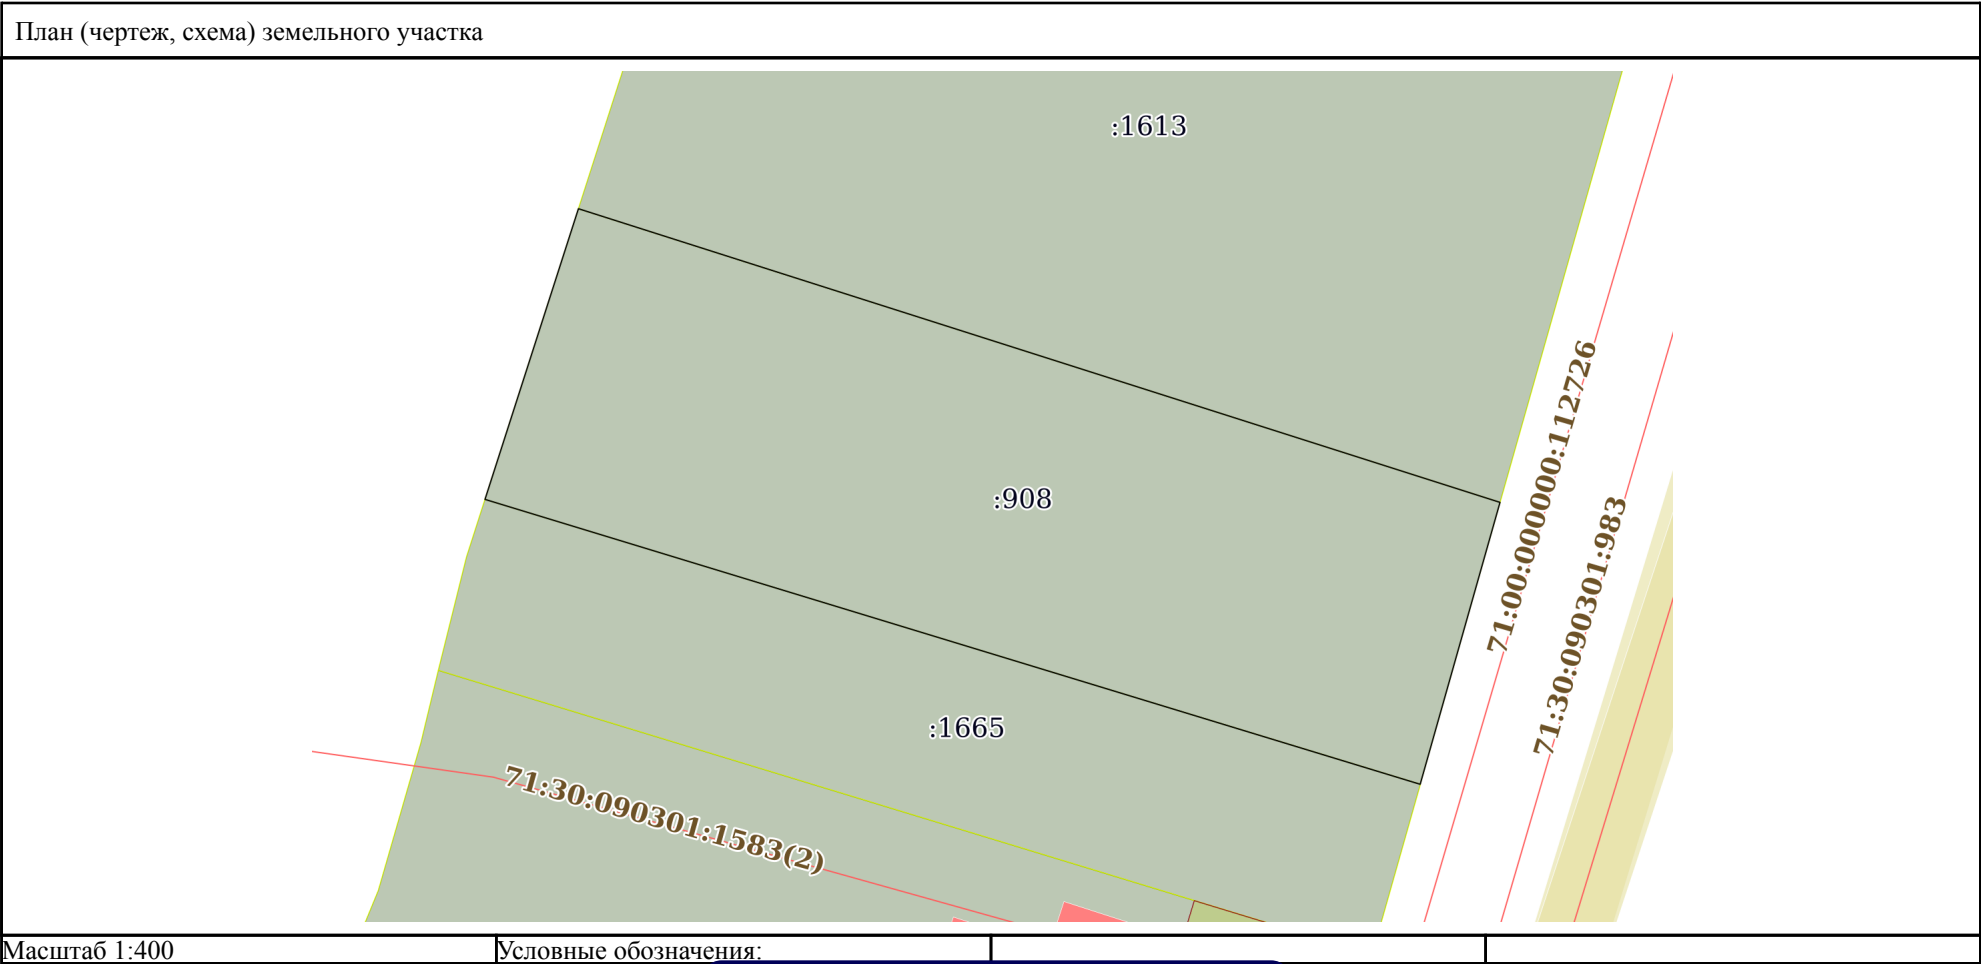 План (чертеж, схема) земельного участка
:1613
71:00:000000:112726
:908
71:30:090301:983
:1665
71:30:090301:1583(2)
Масштаб 1:400
Условные обозначения: